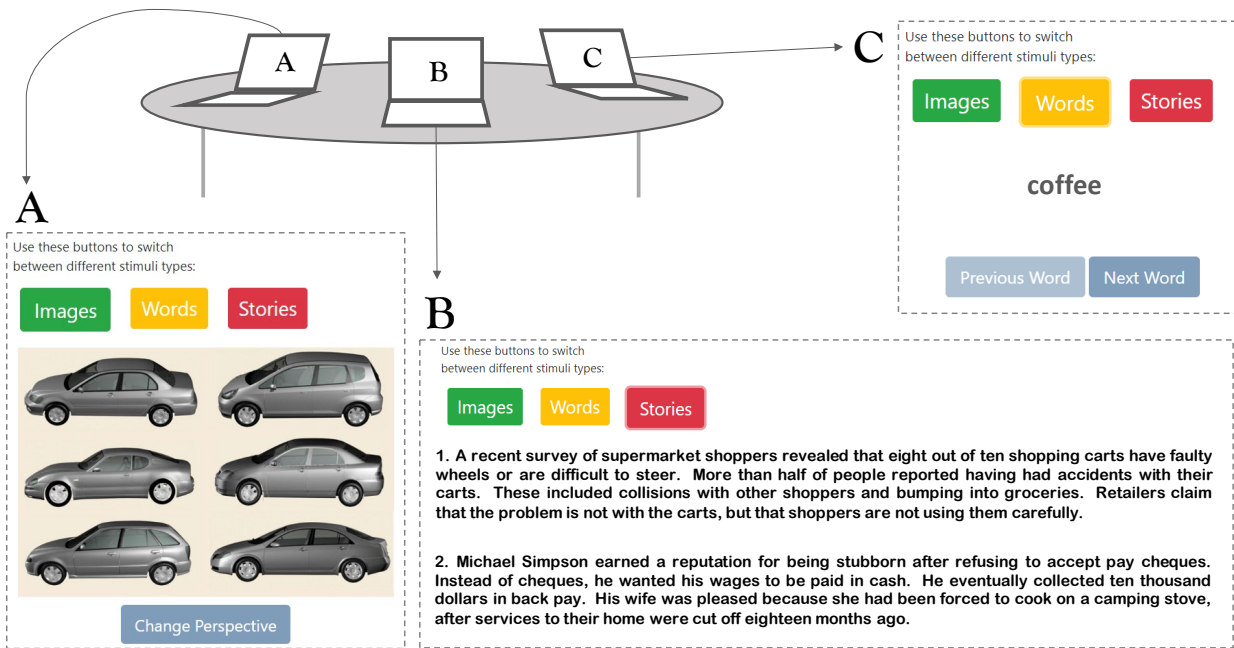 A
B
C
C
Use these buttons to switch
between different stimuli types:
Images Words Stories
coffee
Previous Word Next Word
A
Use these buttons to switch
between different stimuli types:
Images Words Stories
Change Perspective
B
Use these buttons to switch
between different stimuli types:
Images Words Stories
1. A recent survey of supermarket shoppers revealed that eight out of ten shopping carts have faulty
wheels or are difficult to steer. More than half of people reported having had accidents with their
carts. These included collisions with other shoppers and bumping into groceries. Retailers claim
that the problem is not with the carts, but that shoppers are not using them carefully.
2. Michael Simpson earned a reputation for being stubborn after refusing to accept pay cheques.
Instead of cheques, he wanted his wages to be paid in cash. He eventually collected ten thousand
dollars in back pay. His wife was pleased because she had been forced to cook on a camping stove,
after services to their home were cut off eighteen months ago.